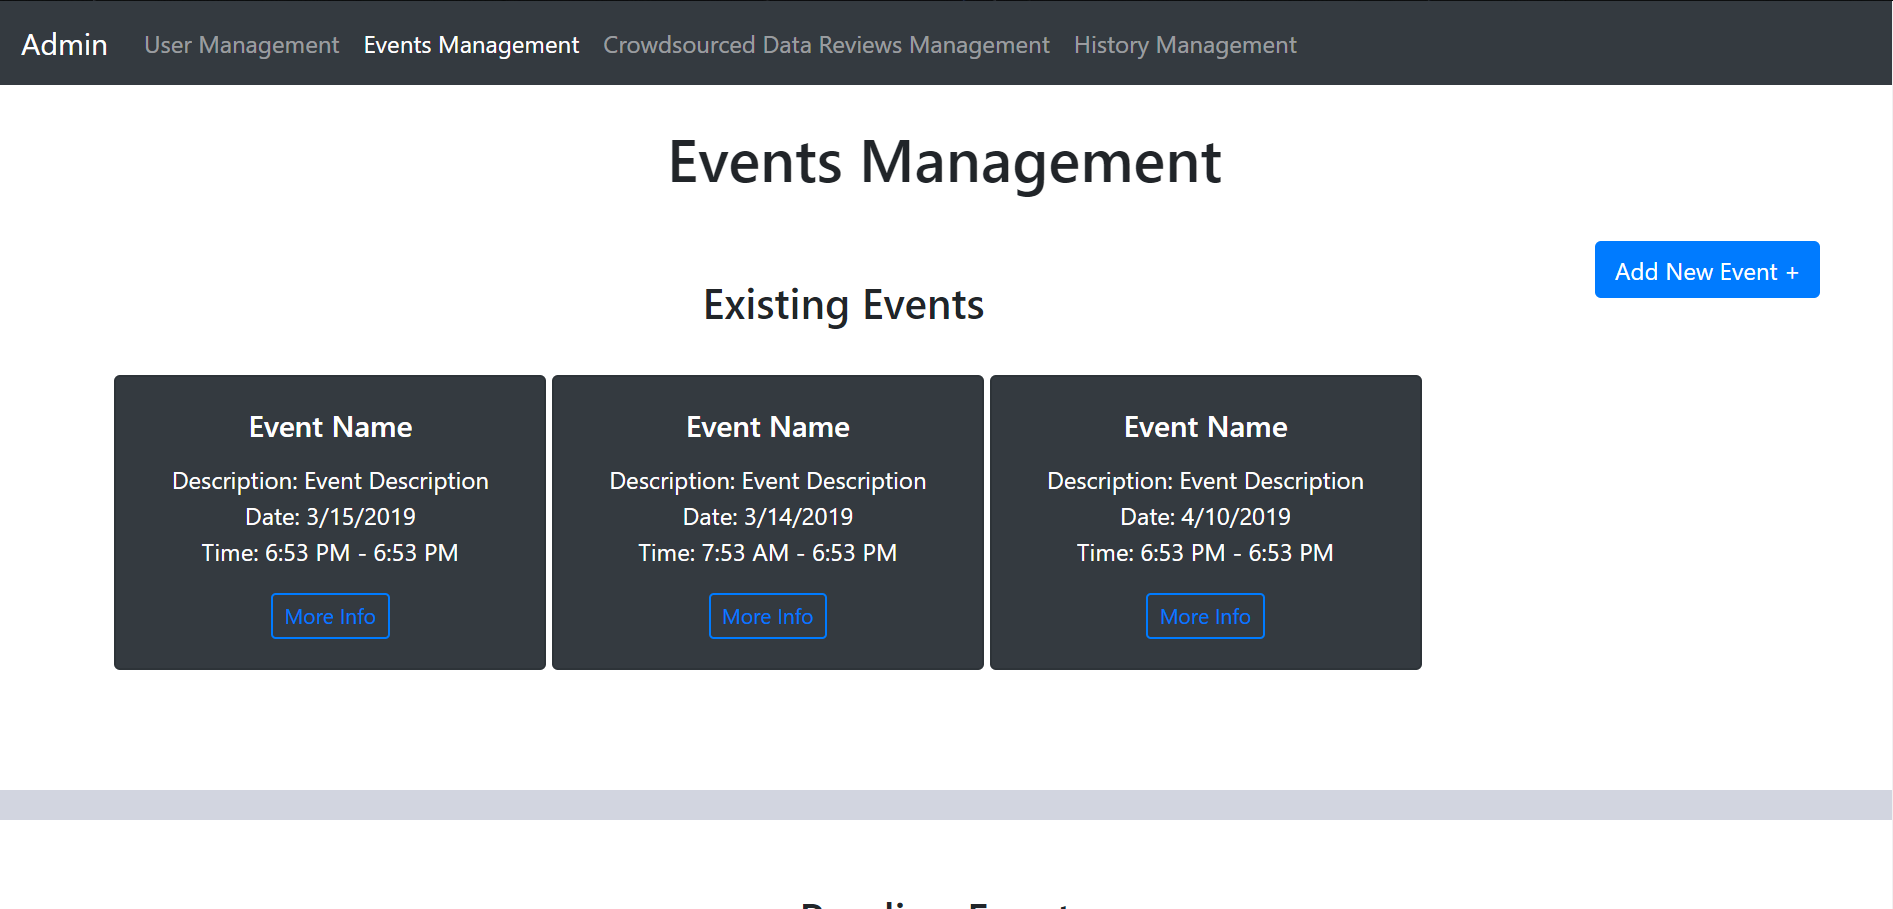 Admin User Management Events Management Crowdsourced Data Reviews Management History Management
Events Management
Add New Event +
Existing Events
Event Name
Description: Event Description
Date: 3/15/2019
Time: 6:53 PM - 6:53 PM
More Info
Event Name
Description: Event Description
Date: 3/14/2019
Time: 7:53 AM - 6:53 PM
More Info
Event Name
Description: Event Description
Date: 4/10/2019
Time: 6:53 PM - 6:53 PM
More Info